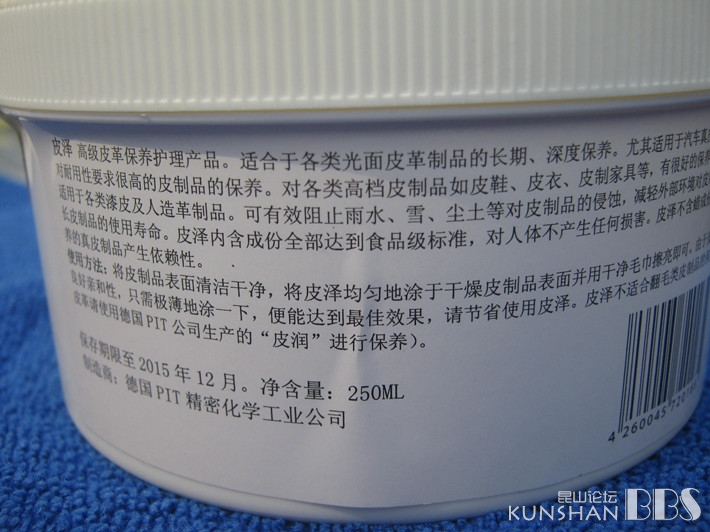 皮泽 高级皮革保养护理产品。适合于各类光面皮革制品的长期、深度保养。尤其适用于汽车真皮
对耐用性要求很高的皮制品的保养。对各类高档皮制品如皮鞋、皮衣、皮制家具等，有很好的保养
适用于各类漆皮及人造革制品。可有效阻止雨水、雪、尘土等对皮制品的侵蚀，减轻外部环境对皮
长皮制品的使用寿命。皮泽内含成份全部达到食品级标准，对人体不产生任何损害。皮泽不含蜡或
养的真皮制品产生依赖性。
使用方法：将皮制品表面清洁干净，将皮泽均匀地涂于干燥皮制品表面并用干净毛巾擦亮即可。由于
良好亲和性，只需极薄地涂一下，便能达到最佳效果，请节省使用皮泽。皮泽不适合翻毛类皮制品
皮革请使用德国 PIT 公司生产的“皮润”进行保养）。
保存期限至 2015 年 12 月。净含量：250ML
制造商：德国 PIT 精密化学工业公司
4 260045 7201
昆山论坛
KUNSHAN BBS